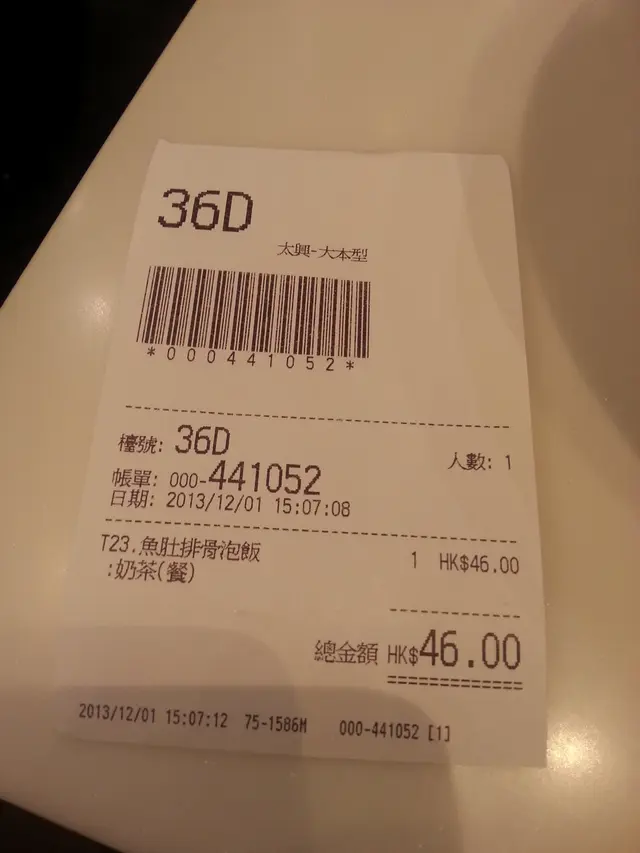 36D
太興-大本型
*000441052*
檯號: 36D 人數: 1
帳單: 000-441052
日期: 2013/12/01 15:07:08
T23.魚肚排骨泡飯 1 HK$46.00
:奶茶(餐)
總金額 HK$46.00
2013/12/01 15:07:12 75-1586M 000-441052 [1]